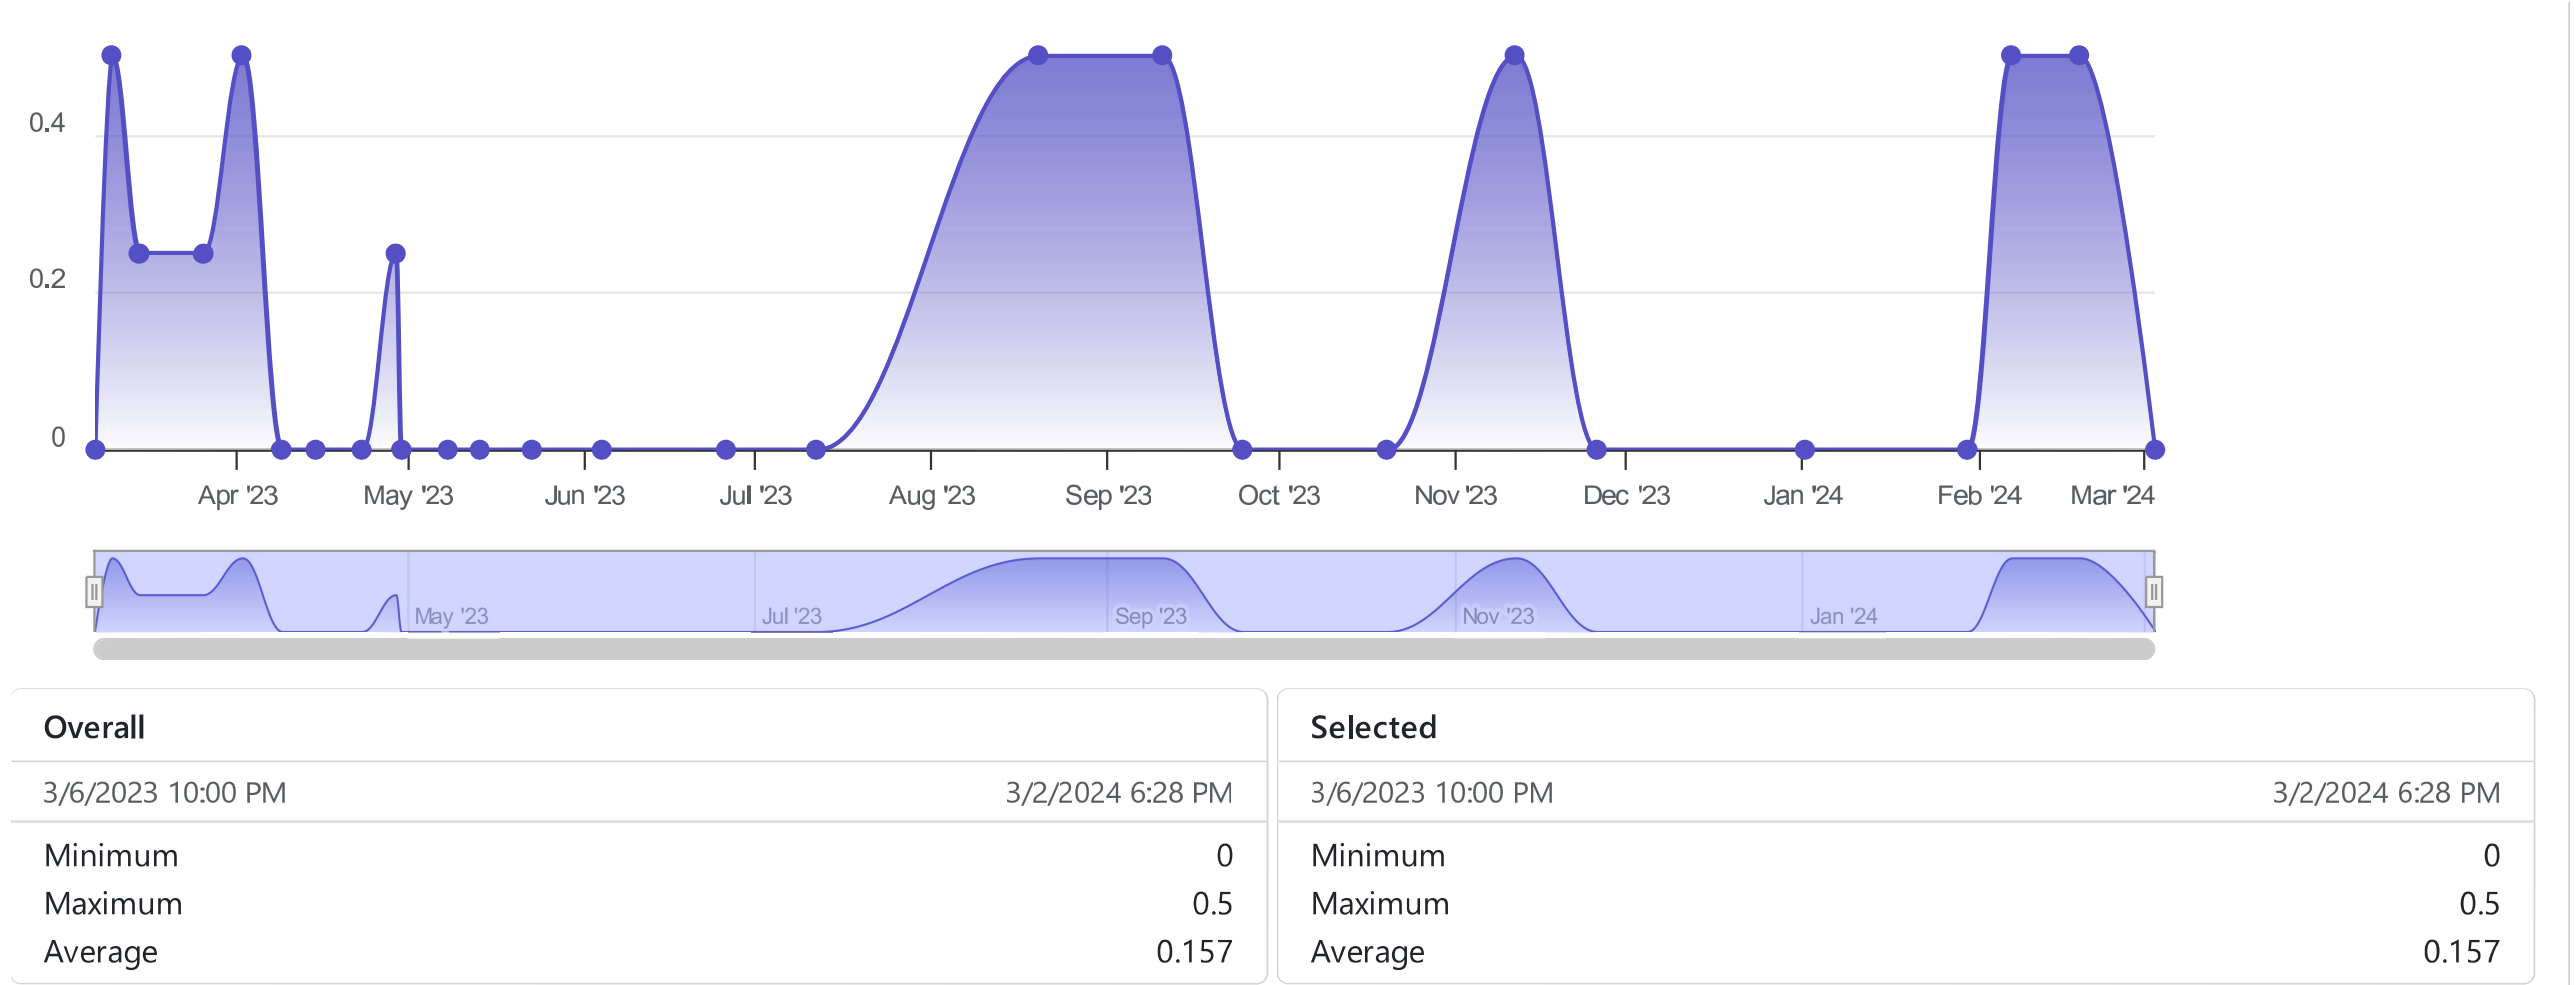 0.4
0.2
0
Apr '23 May '23 Jun '23 Jul '23 Aug '23 Sep '23 Oct '23 Nov '23 Dec '23 Jan '24 Feb '24 Mar '24
May '23 Jul '23 Sep '23 Nov '23 Jan '24
Overall
3/6/2023 10:00 PM 3/2/2024 6:28 PM
Minimum 0
Maximum 0.5
Average 0.157
Selected
3/6/2023 10:00 PM 3/2/2024 6:28 PM
Minimum 0
Maximum 0.5
Average 0.157